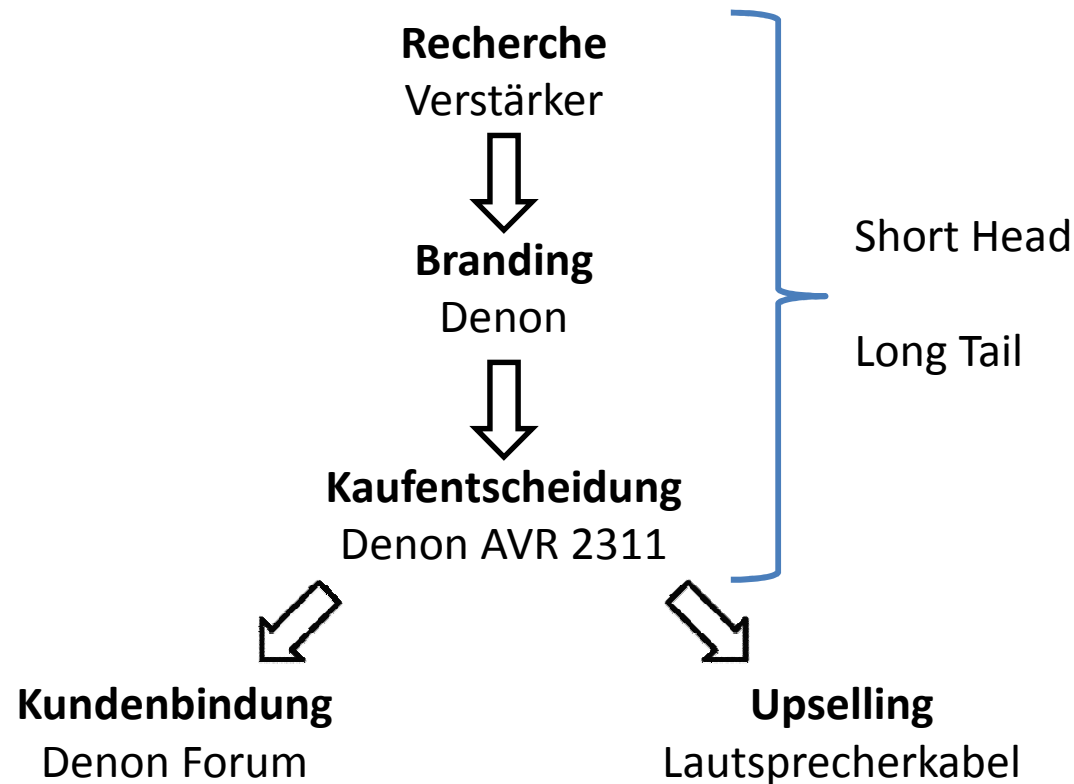 Recherche
Verstärker
Branding
Denon
Kaufentscheidung
Denon AVR 2311
Short Head
Long Tail
Kundenbindung
Denon Forum
Upselling
Lautsprecherkabel